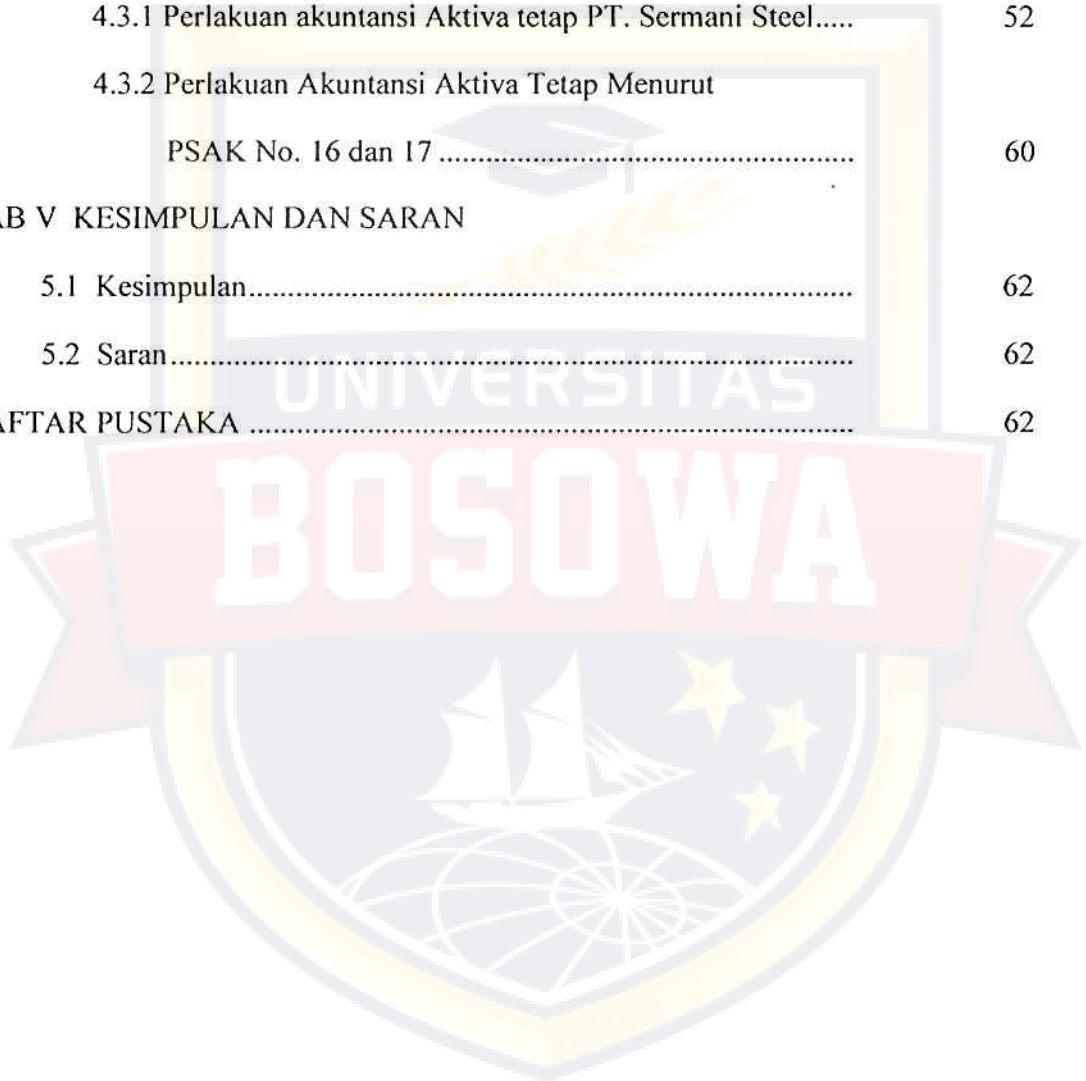 4.3.1 Perlakuan akuntansi Aktiva tetap PT. Sermani Steel..... 52
4.3.2 Perlakuan Akuntansi Aktiva Tetap Menurut
PSAK No. 16 dan 17 ........................................................ 60
AB V KESIMPULAN DAN SARAN
5.1 Kesimpulan................................................................................ 62
5.2 Saran.......................................................................................... 62
AFTAR PUSTAKA ................................................................................. 62
UNIVERSITAS
BOSOWA